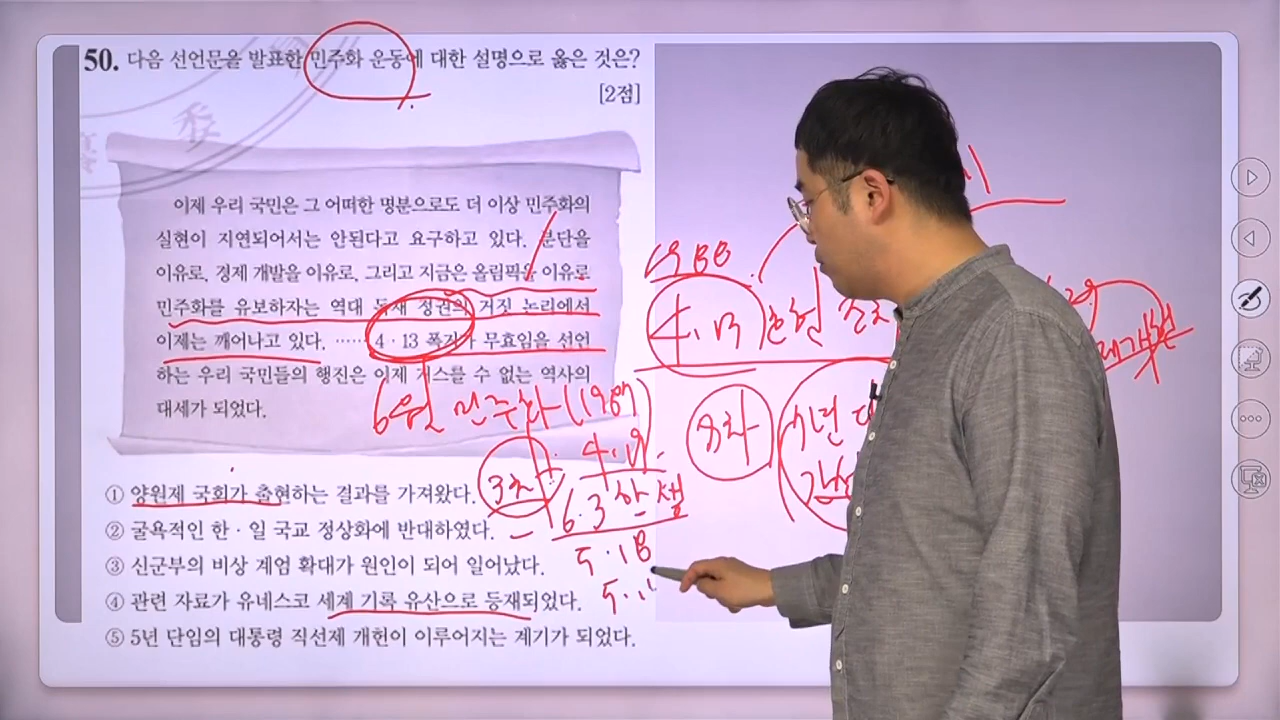 50. 다음 선언문을 발표한 민주화 운동에 대한 설명으로 옳은 것은?
[2점]
이제 우리 국민은 그 어떠한 명분으로도 더 이상 민주화의
실현이 지연되어서는 안된다고 요구하고 있다. 분단을
이유로, 경제 개발을 이유로, 그리고 지금은 올림픽을 이유로
민주화를 유보하자는 역대 독재 정권의 거짓 논리에서
이제는 깨어나고 있다. ······ 4 · 13 폭거가 무효임을 선언
하는 우리 국민들의 행진은 이제 거스를 수 없는 역사의
대세가 되었다.
6월 민주화 (1987)
3차 4.19
6.3 한
5.18
5.1
① 양원제 국회가 출현하는 결과를 가져왔다.
② 굴욕적인 한 · 일 국교 정상화에 반대하였다.
③ 신군부의 비상 계엄 확대가 원인이 되어 일어났다.
④ 관련 자료가 유네스코 세계 기록 유산으로 등재되었다.
⑤ 5년 단임의 대통령 직선제 개헌이 이루어지는 계기가 되었다.
4.13 호헌
8차